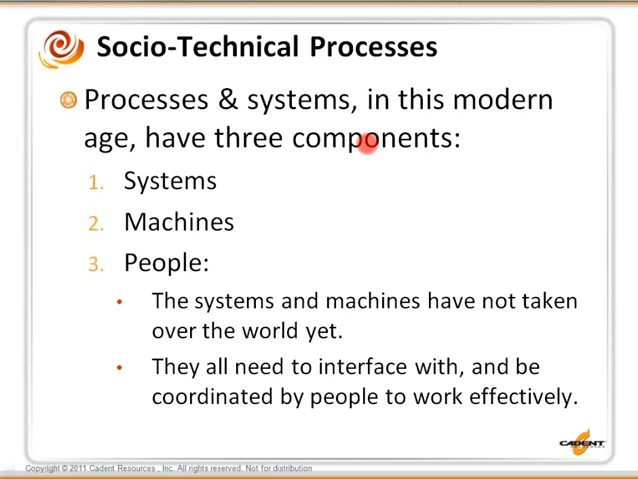 Socio-Technical Processes
Processes & systems, in this modern
age, have three components:
1. Systems
2. Machines
3. People:
• The systems and machines have not taken
over the world yet.
• They all need to interface with, and be
coordinated by people to work effectively.
CADENT
Copyright © 2011 Cadent Resources , Inc. All rights reserved. Not for distribution